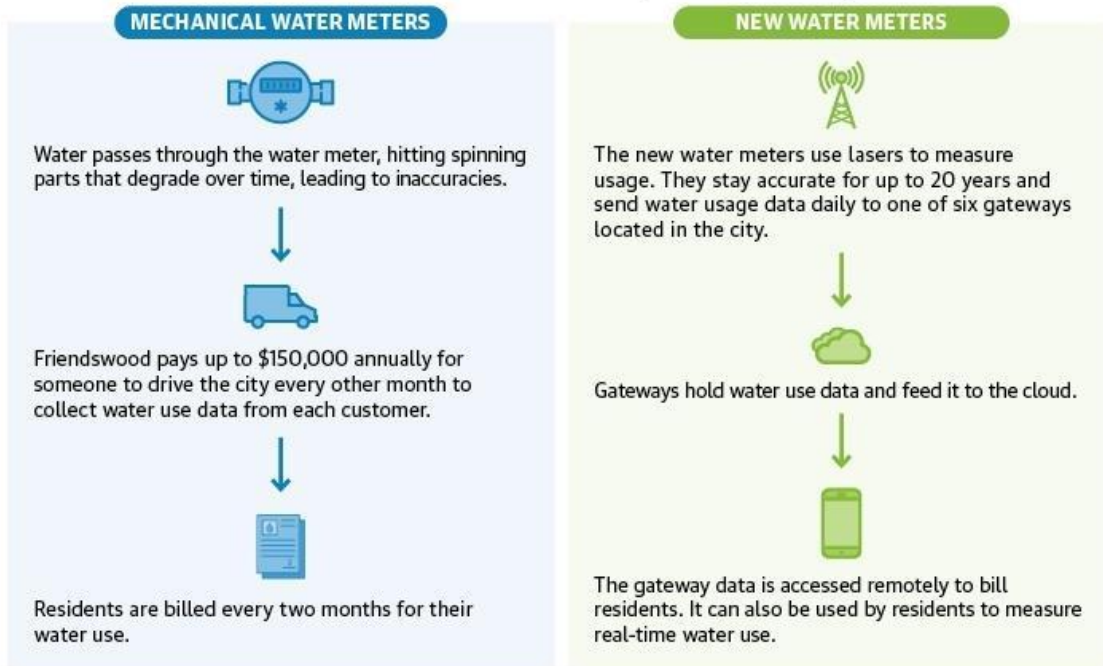 MECHANICAL WATER METERS
Water passes through the water meter, hitting spinning
parts that degrade over time, leading to inaccuracies.
Friendswood pays up to $150,000 annually for
someone to drive the city every other month to
collect water use data from each customer.
Residents are billed every two months for their
water use.
NEW WATER METERS
The new water meters use lasers to measure
usage. They stay accurate for up to 20 years and
send water usage data daily to one of six gateways
located in the city.
Gateways hold water use data and feed it to the cloud.
The gateway data is accessed remotely to bill
residents. It can also be used by residents to measure
real-time water use.